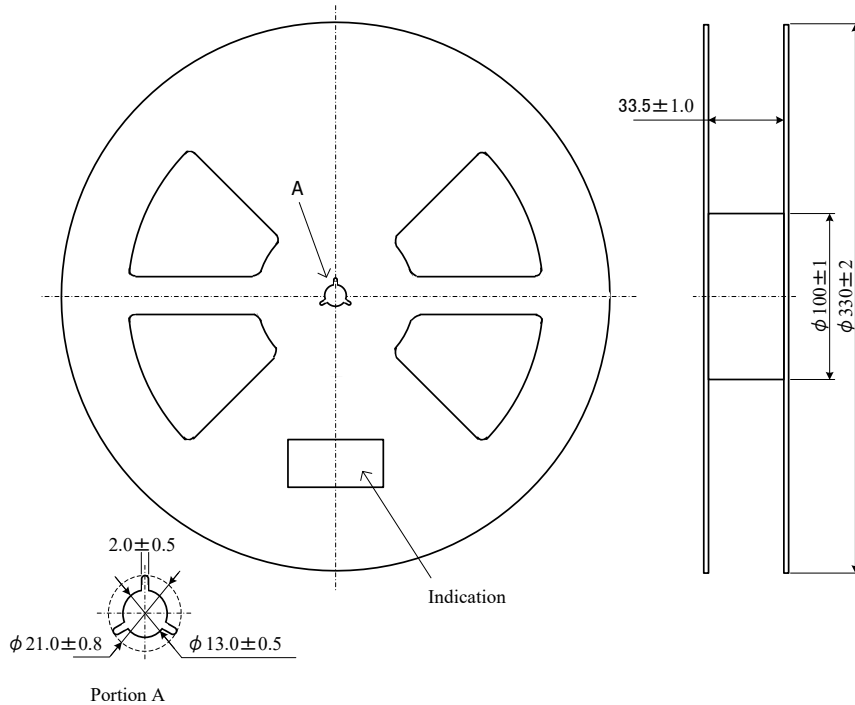 33.5±1.0
A
φ100±1
φ330±2
2.0±0.5
Indication
φ21.0±0.8
φ13.0±0.5
Portion A